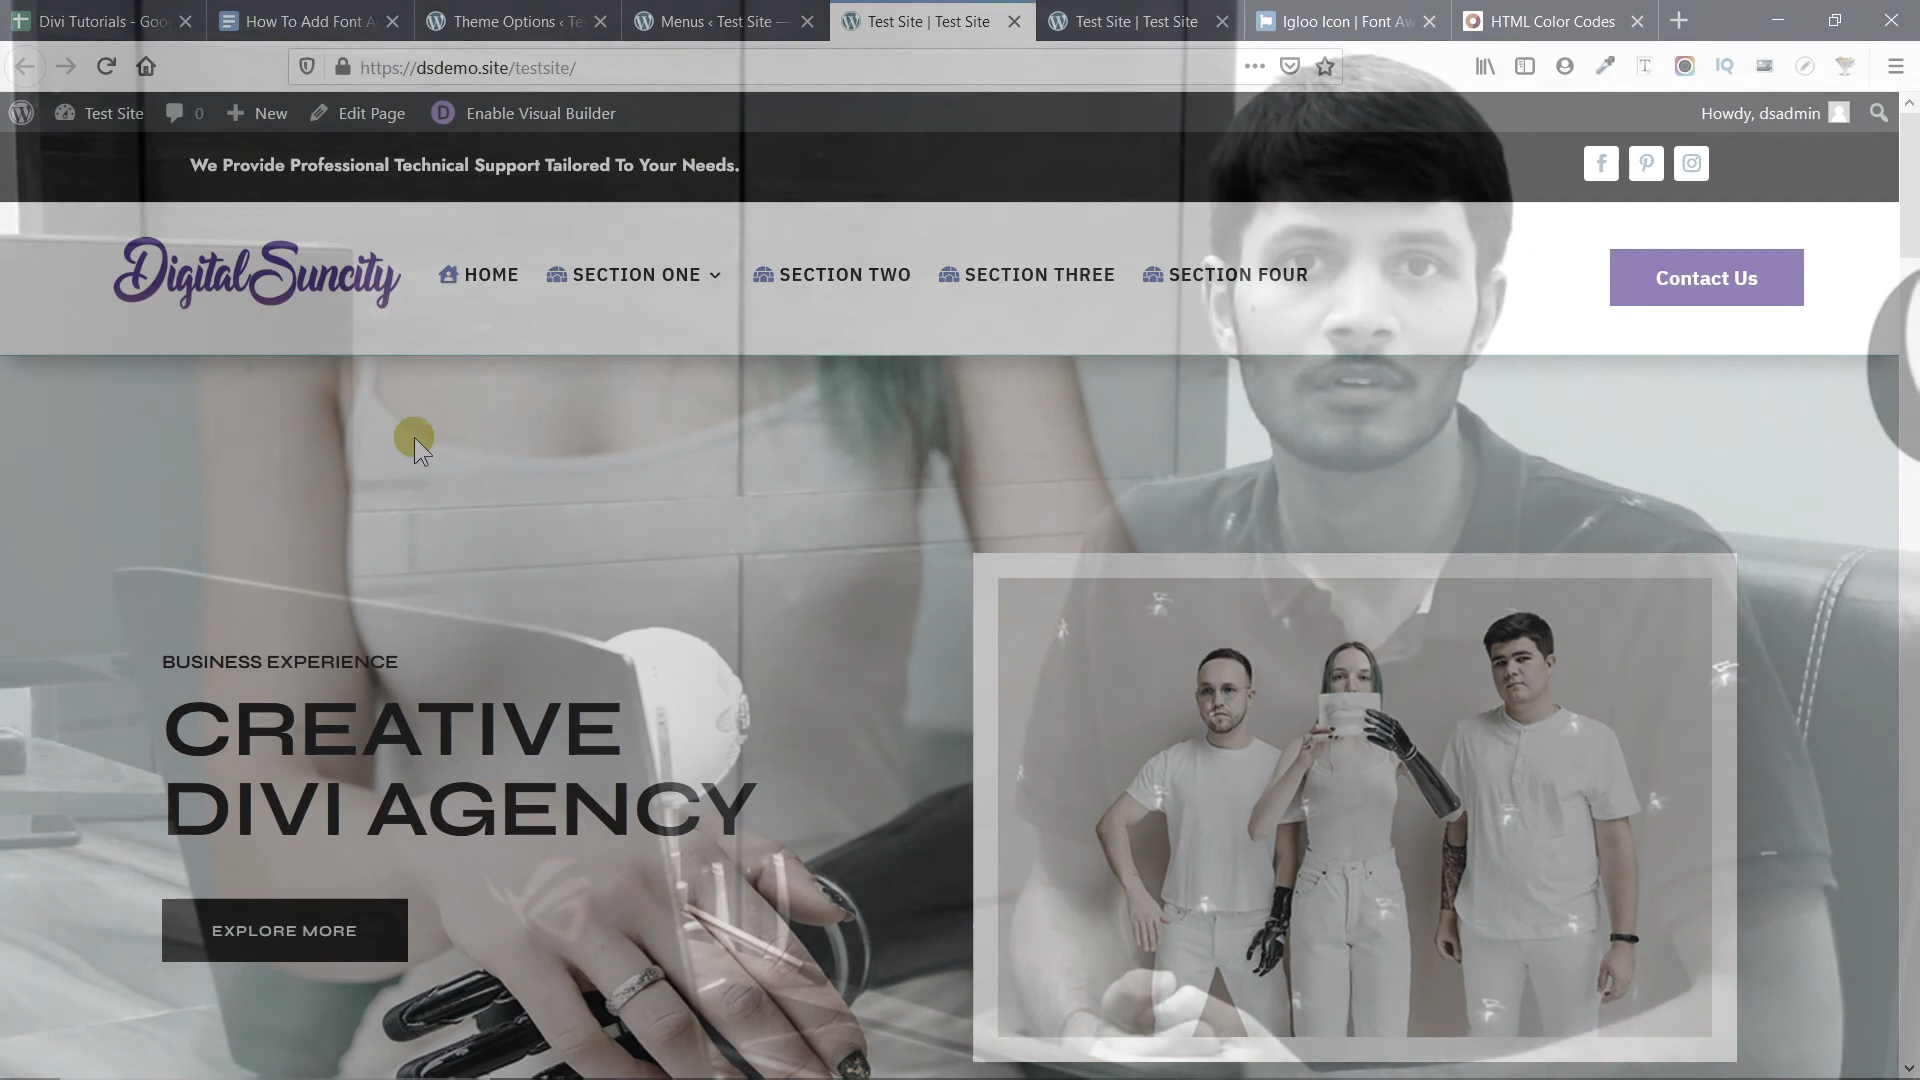 Divi Tutorials - Goo
How To Add Font A
Theme Options ‹ Te
Menus ‹ Test Site —
Test Site | Test Site
Test Site | Test Site
Igloo Icon | Font Aw
HTML Color Codes
https://dsdemo.site/testsite/
Test Site
0
New
Edit Page
D
Enable Visual Builder
Howdy, dsadmin
We Provide Professional Technical Support Tailored To Your Needs.
Digital Suncity
HOME
SECTION ONE
SECTION TWO
SECTION THREE
SECTION FOUR
Contact Us
BUSINESS EXPERIENCE
CREATIVE
DIVI AGENCY
EXPLORE MORE